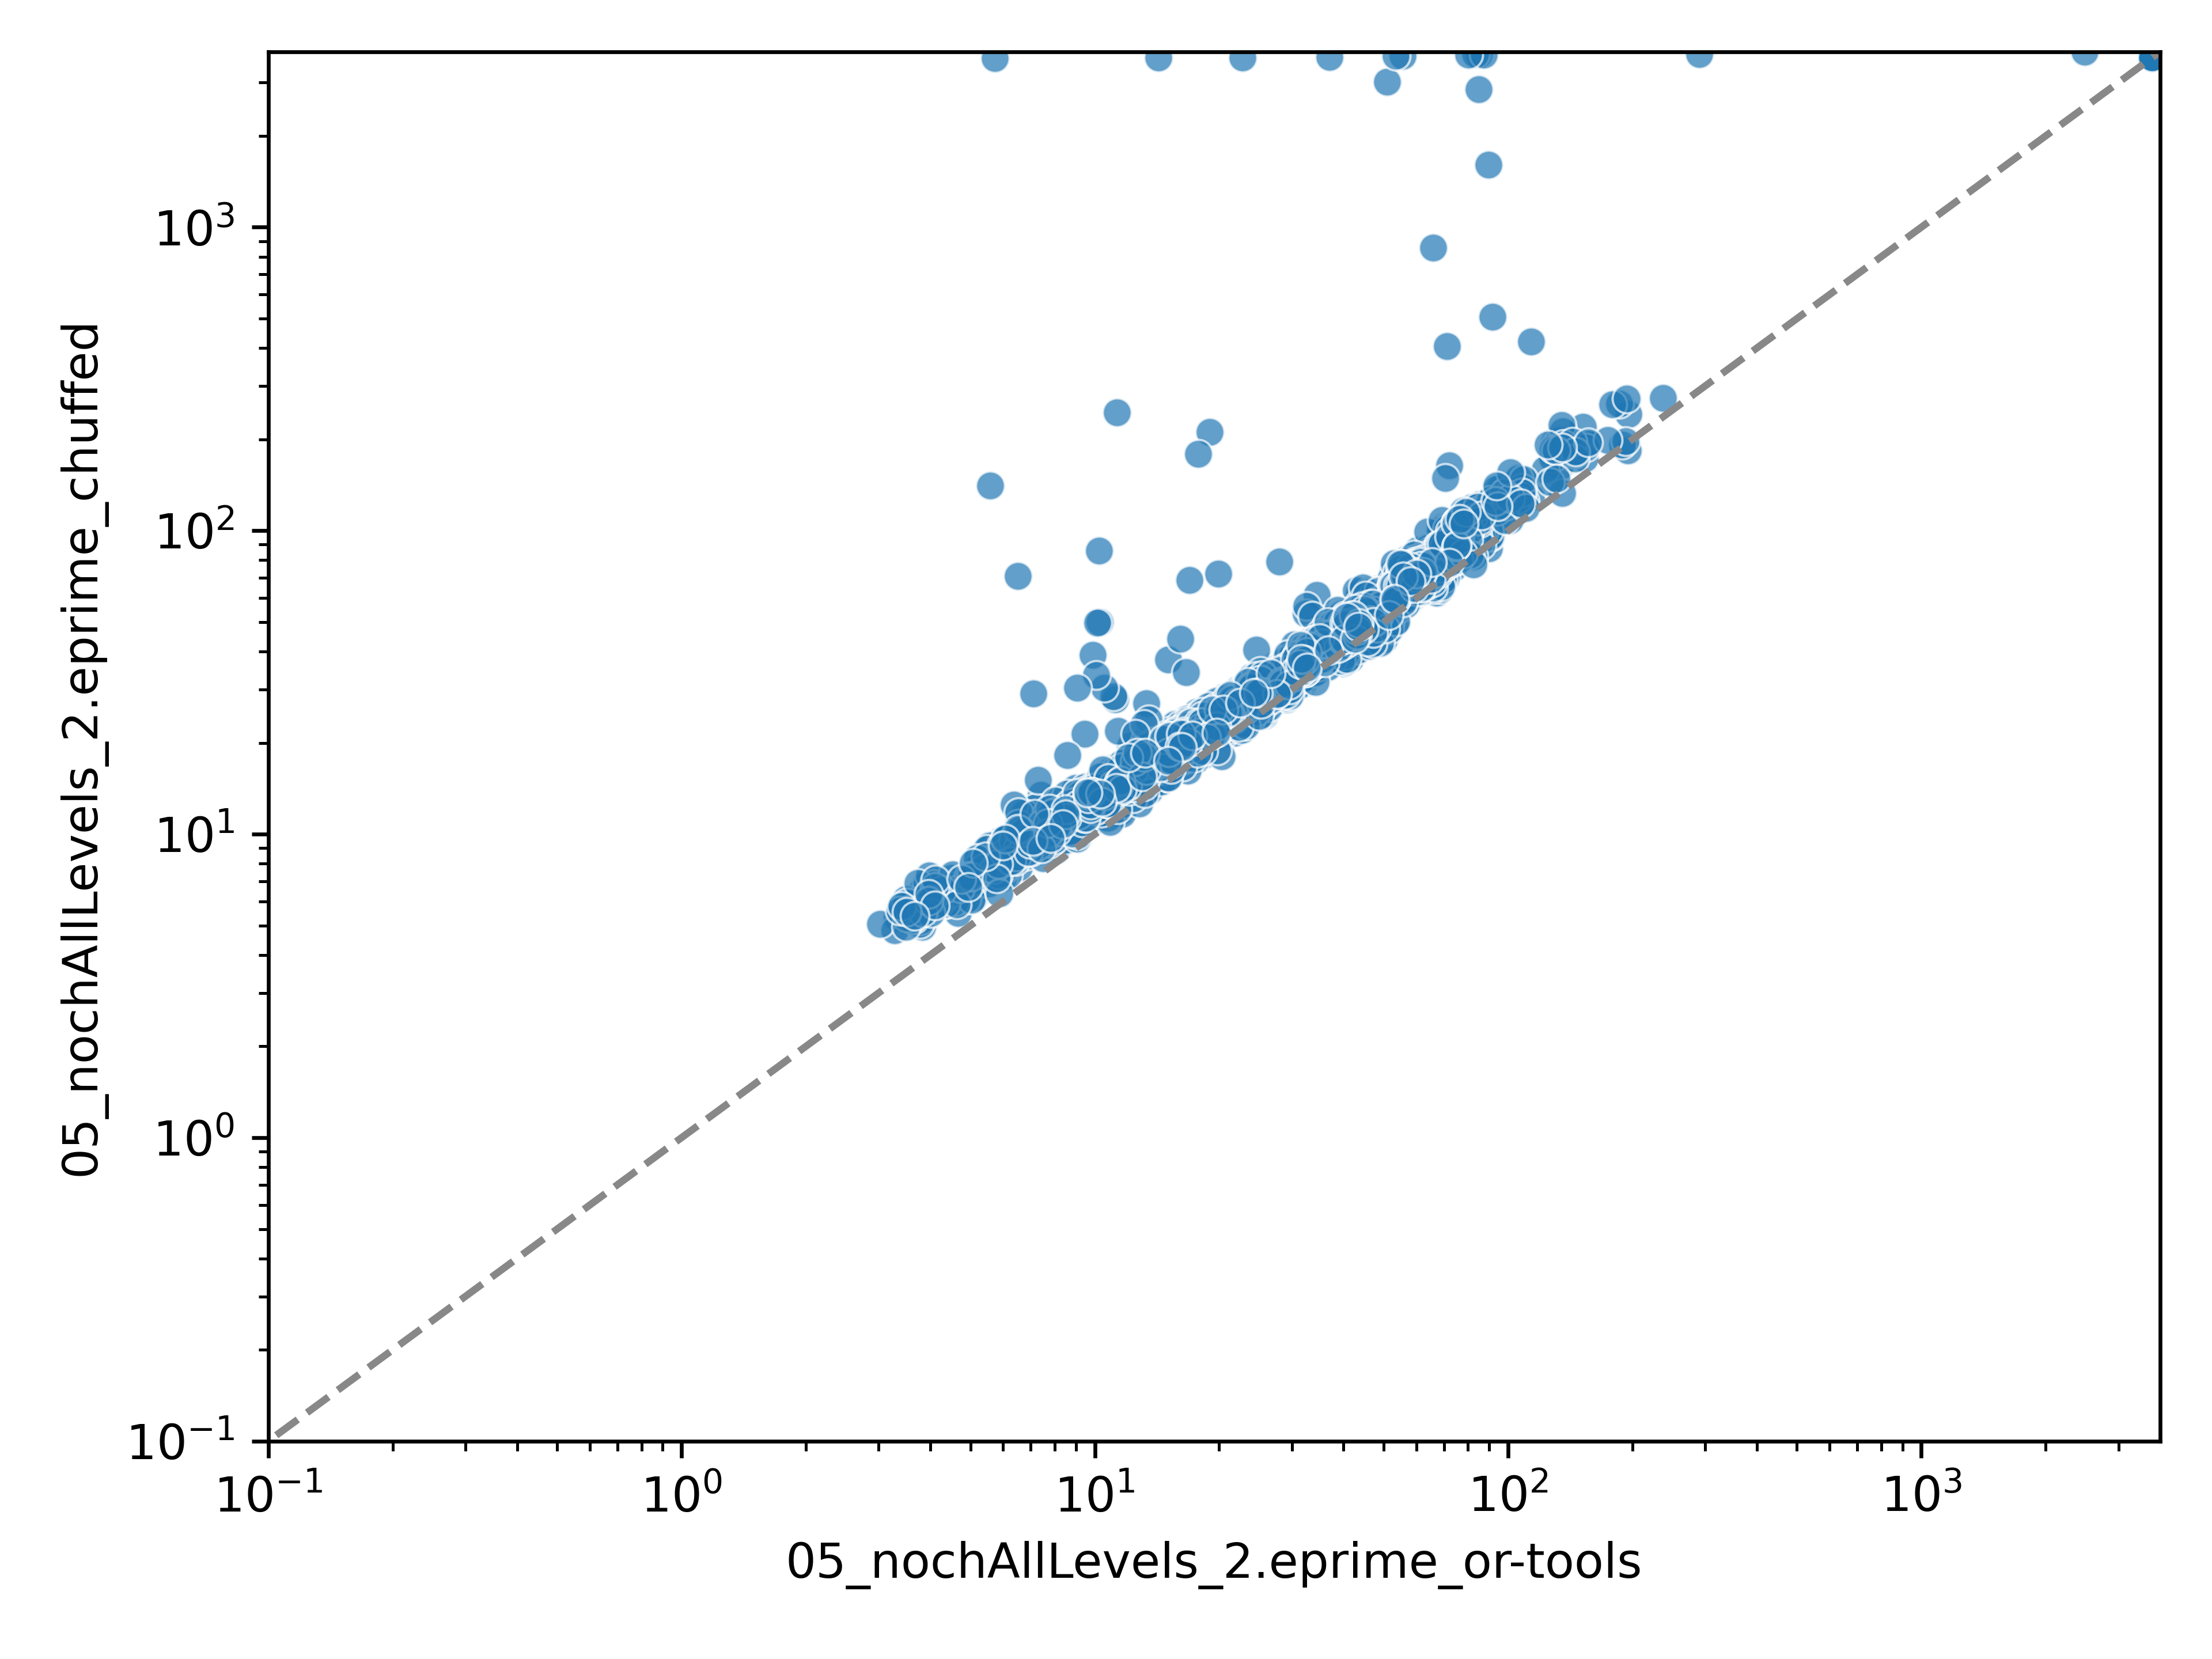 10³
10²
10¹
10⁰
10⁻¹
05_nochAllLevels_2.eprime_chuffed
10⁻¹ 10⁰ 10¹ 10² 10³
05_nochAllLevels_2.eprime_or-tools